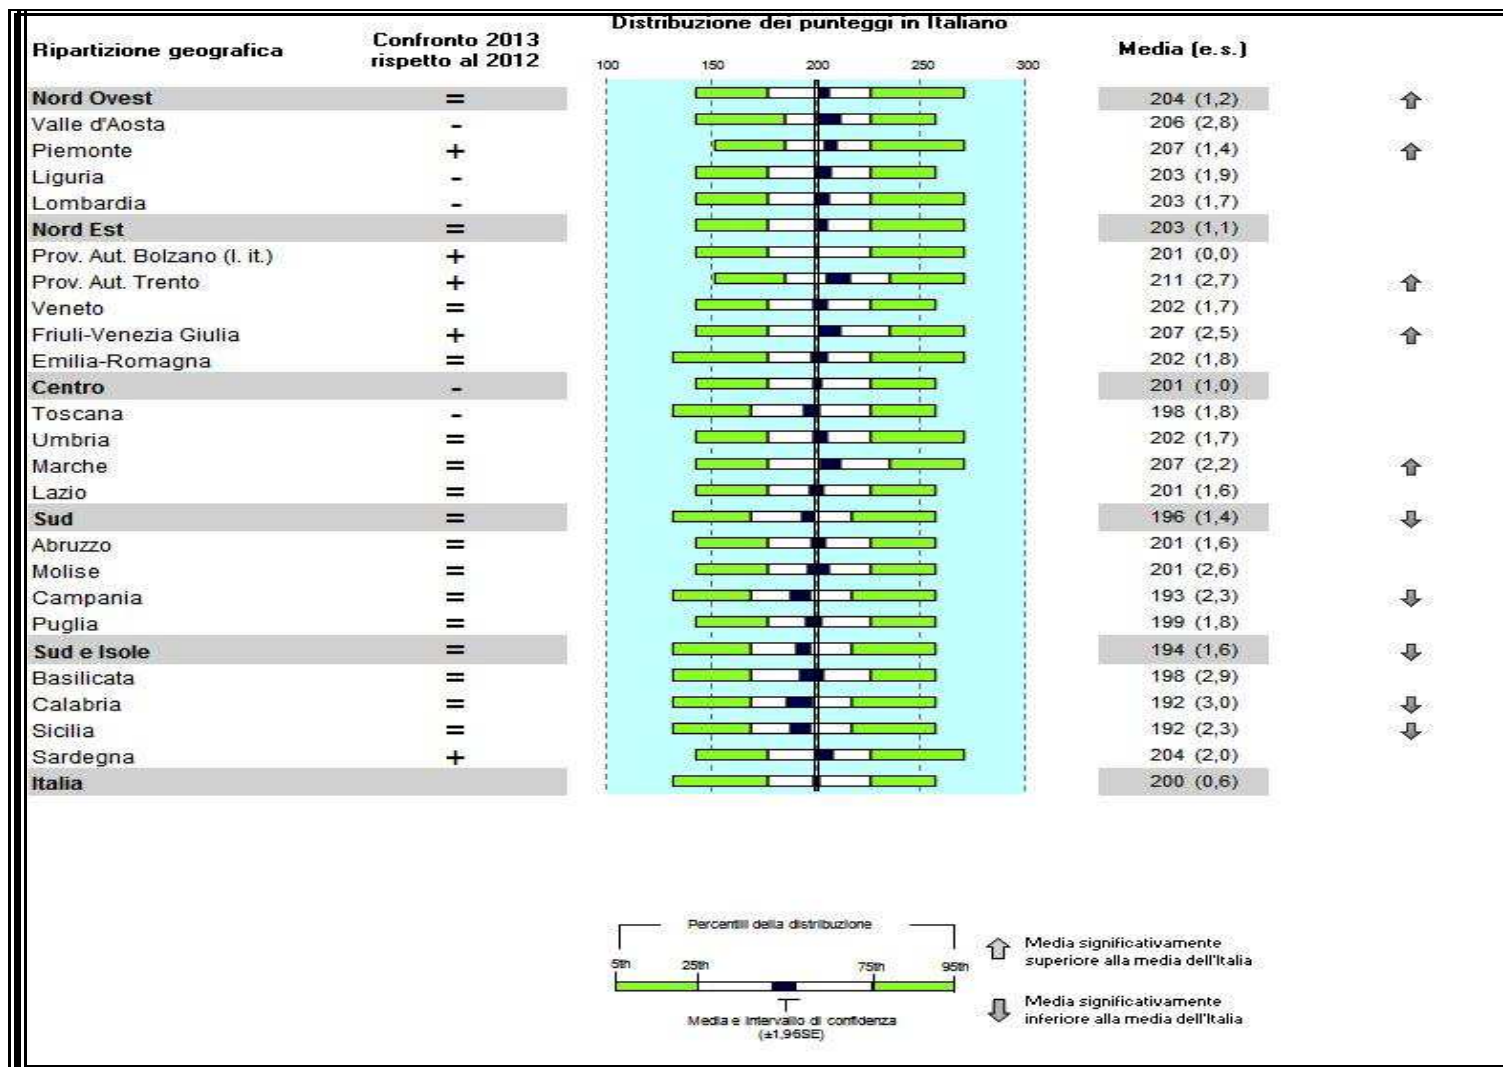 Distribuzione dei punteggi in Italiano
Ripartizione geografica Confronto 2013 rispetto al 2012 Media (e.s.)
100 150 200 250 300
Nord Ovest = 204 (1,2)
Valle d'Aosta - 206 (2,8)
Piemonte + 207 (1,4)
Liguria - 203 (1,9)
Lombardia - 203 (1,7)
Nord Est = 203 (1,1)
Prov. Aut. Bolzano (l. it.) + 201 (0,0)
Prov. Aut. Trento + 211 (2,7)
Veneto = 202 (1,7)
Friuli-Venezia Giulia + 207 (2,5)
Emilia-Romagna = 202 (1,8)
Centro - 201 (1,0)
Toscana - 198 (1,8)
Umbria = 202 (1,7)
Marche = 207 (2,2)
Lazio = 201 (1,6)
Sud = 196 (1,4)
Abruzzo = 201 (1,6)
Molise = 201 (2,6)
Campania = 193 (2,3)
Puglia = 199 (1,8)
Sud e Isole = 194 (1,6)
Basilicata = 198 (2,9)
Calabria = 192 (3,0)
Sicilia = 192 (2,3)
Sardegna + 204 (2,0)
Italia 200 (0,6)
Percentili della distribuzione
5th 25th 75th 95th
Media e Intervallo di confidenza
(±1,96SE)
Media significativamente
superiore alla media dell'Italia
Media significativamente
inferiore alla media dell'Italia